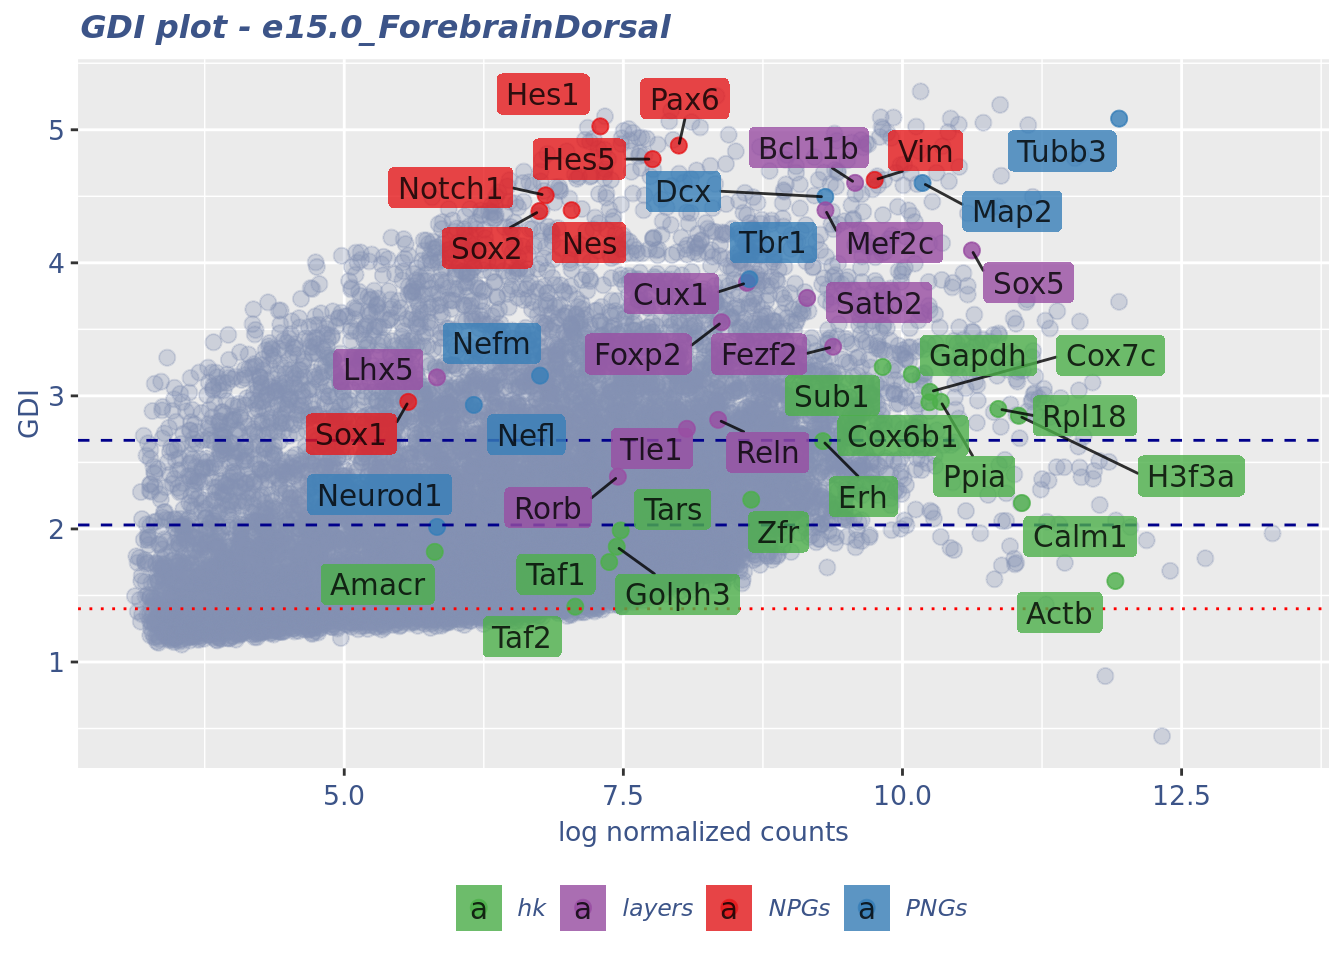 GDI plot - e15.0_ForebrainDorsal
Hes1
Pax6
Hes5
Bcl11b
Vim
Tubb3
Notch1
Dcx
Map2
Sox2
Nes
Tbr1
Mef2c
Sox5
Cux1
Satb2
Nefm
Foxp2
Fezf2
Gapdh
Cox7c
Lhx5
Sub1
Rpl18
Sox1
Nefl
Tle1
Reln
Cox6b1
Ppia
H3f3a
Neurod1
Rorb
Tars
Erh
Zfr
Calm1
Amacr
Taf1
Golph3
Actb
Taf2
5
4
3
2
1
GDI
5.0 7.5 10.0 12.5
log normalized counts
a hk a layers a NPGs a PNGs